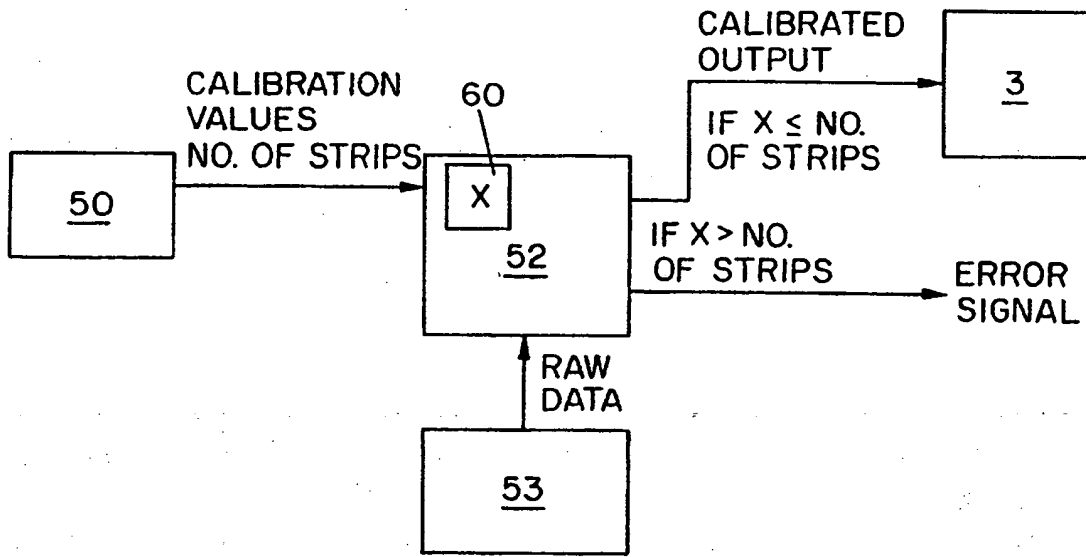 CALIBRATION
VALUES
NO. OF STRIPS
50
60
X
52
CALIBRATED
OUTPUT
3
IF X ≤ NO.
OF STRIPS
IF X > NO.
OF STRIPS
ERROR
SIGNAL
RAW
DATA
53